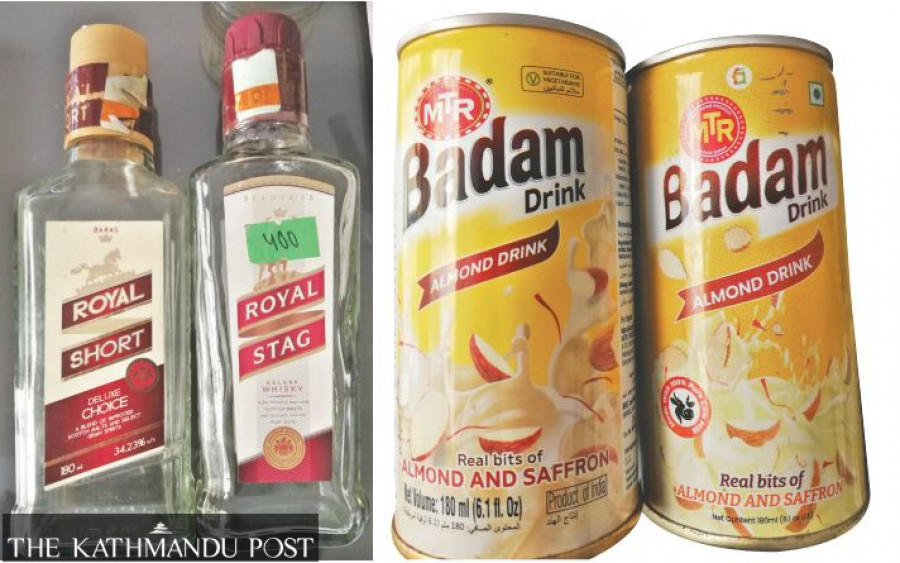 BARKS
ROYAL
SHORT
DELUXE
CHOICE
A BLEND OF IMPORTED
SCOTCH MALTS AND SELECT
GRAIN SPIRITS
34.23% v/v
180 ml
400
ROYAL
STAG
DELUXE
WHISKY
THE KATHMANDU POST
SUITABLE FOR
VEGETARIANS
MTR
Badam
Drink
ALMOND DRINK
Real bits of
ALMOND AND SAFFRON
Net Volume: 180 ml (6.1 fl. Oz)
Product of India
إنتاج الهند
MTR
Badam
Drink
ALMOND DRINK
Real bits of
ALMOND AND SAFFRON
Net Content 180ml